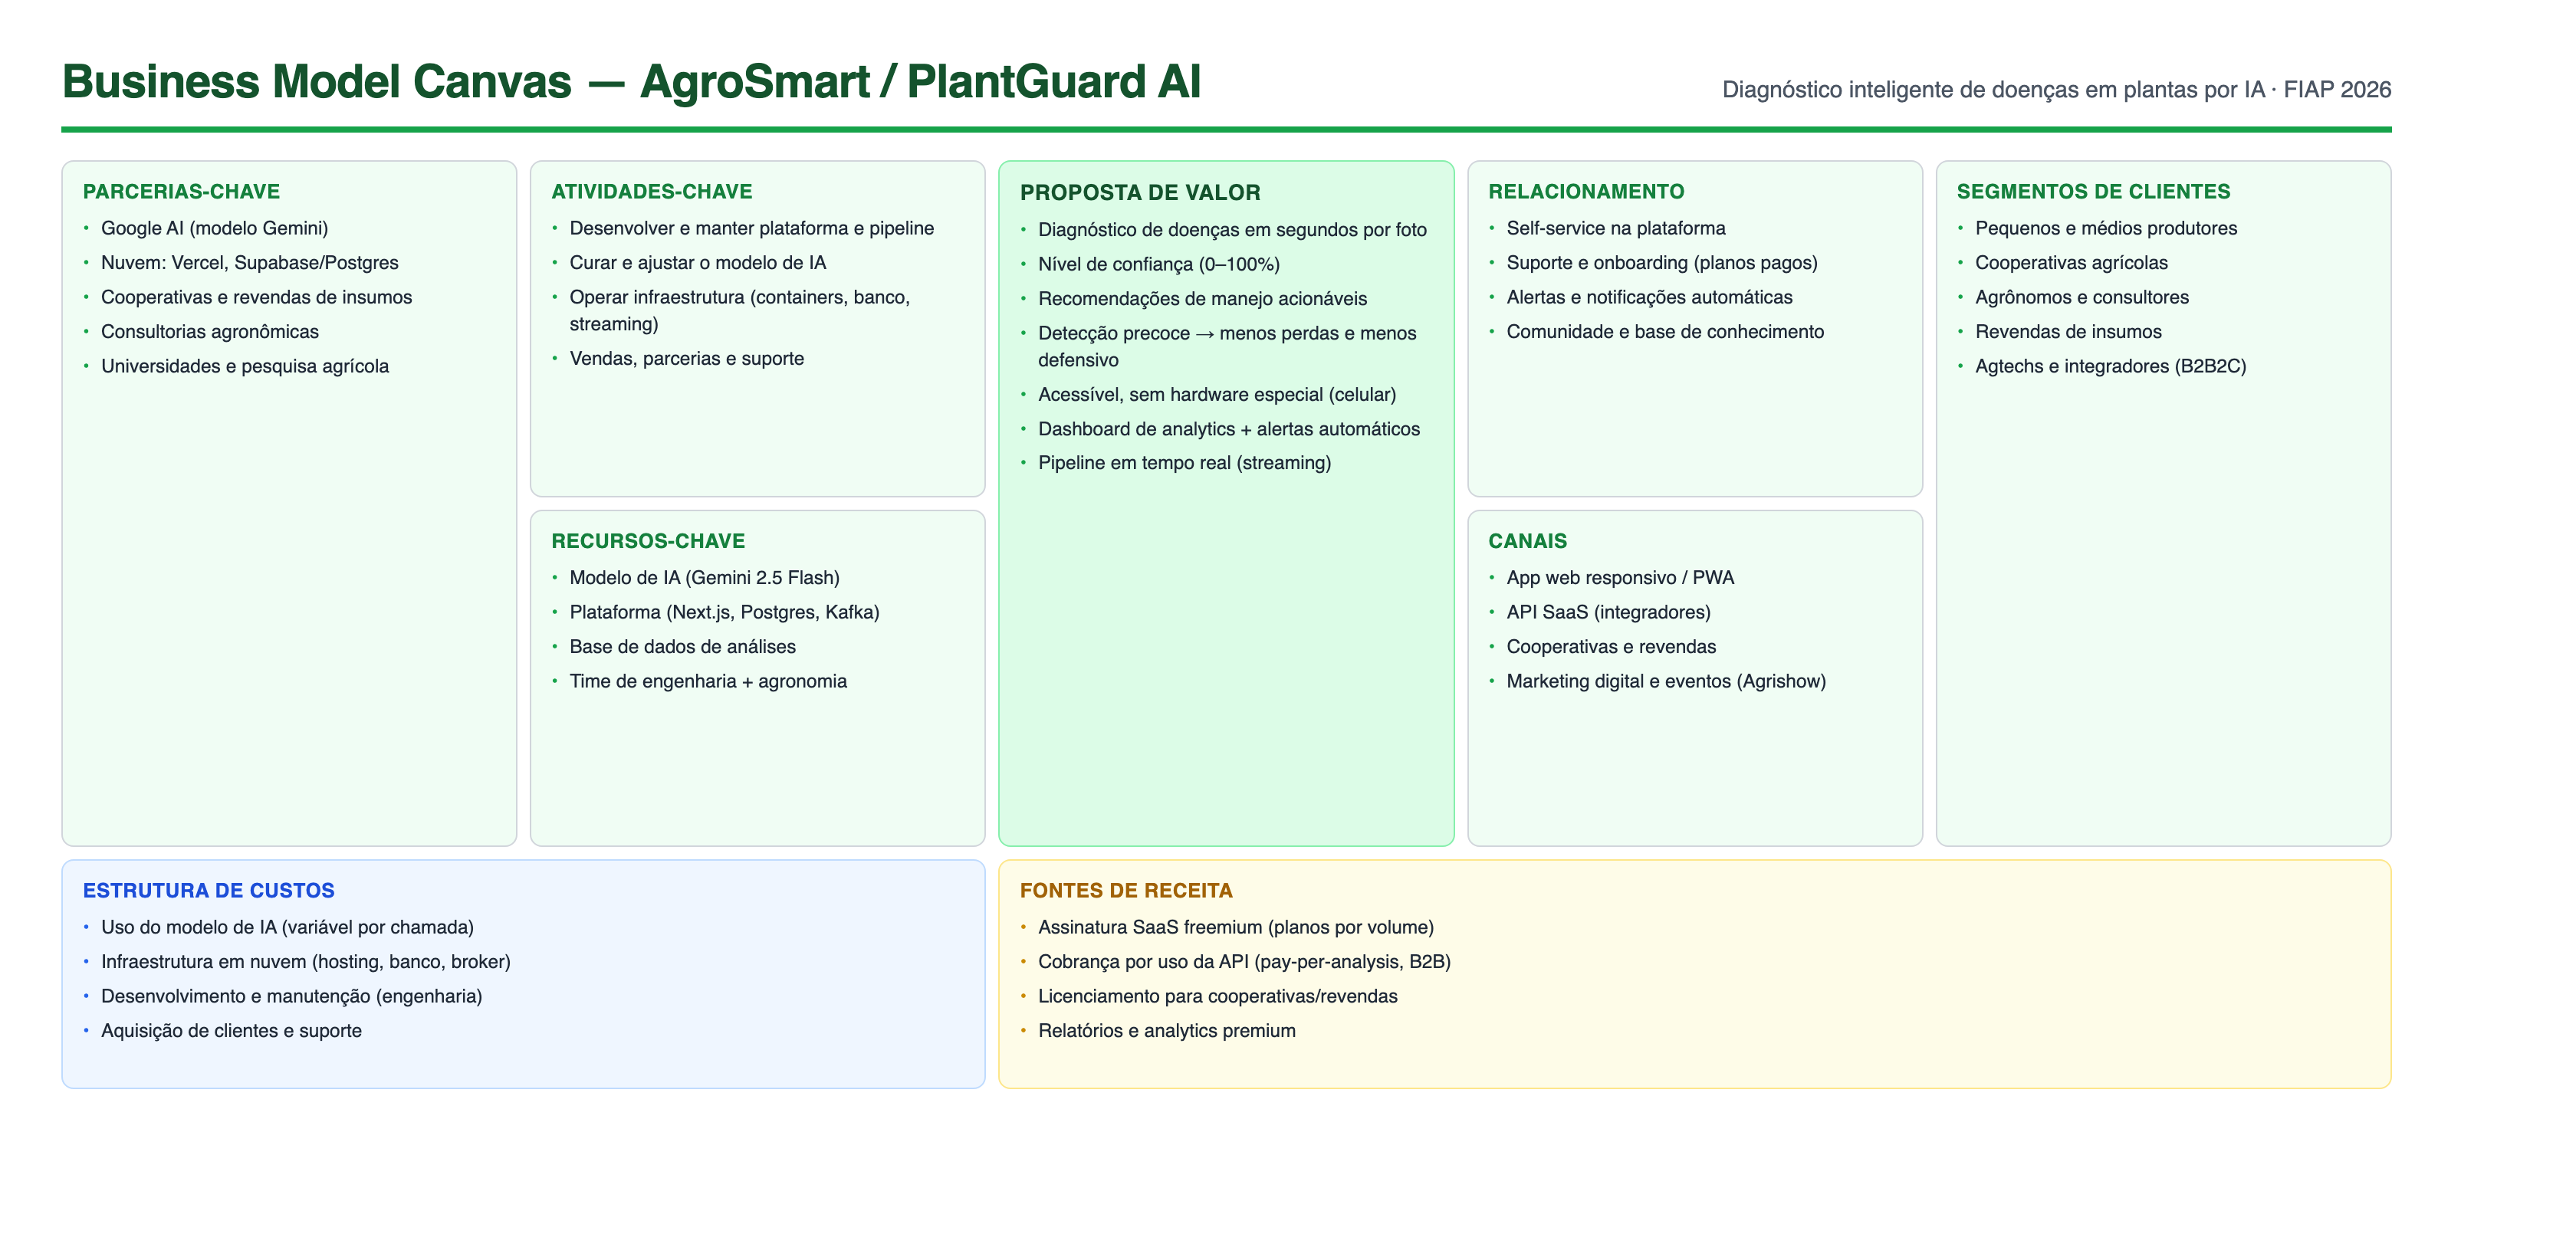 Business Model Canvas — AgroSmart / PlantGuard AI
Diagnóstico inteligente de doenças em plantas por IA · FIAP 2026
PARCERIAS-CHAVE
• Google AI (modelo Gemini)
• Nuvem: Vercel, Supabase/Postgres
• Cooperativas e revendas de insumos
• Consultorias agronômicas
• Universidades e pesquisa agrícola
ATIVIDADES-CHAVE
• Desenvolver e manter plataforma e pipeline
• Curar e ajustar o modelo de IA
• Operar infraestrutura (containers, banco,
streaming)
• Vendas, parcerias e suporte
RECURSOS-CHAVE
• Modelo de IA (Gemini 2.5 Flash)
• Plataforma (Next.js, Postgres, Kafka)
• Base de dados de análises
• Time de engenharia + agronomia
PROPOSTA DE VALOR
• Diagnóstico de doenças em segundos por foto
• Nível de confiança (0–100%)
• Recomendações de manejo acionáveis
• Detecção precoce → menos perdas e menos
defensivo
• Acessível, sem hardware especial (celular)
• Dashboard de analytics + alertas automáticos
• Pipeline em tempo real (streaming)
RELACIONAMENTO
• Self-service na plataforma
• Suporte e onboarding (planos pagos)
• Alertas e notificações automáticas
• Comunidade e base de conhecimento
CANAIS
• App web responsivo / PWA
• API SaaS (integradores)
• Cooperativas e revendas
• Marketing digital e eventos (Agrishow)
SEGMENTOS DE CLIENTES
• Pequenos e médios produtores
• Cooperativas agrícolas
• Agrônomos e consultores
• Revendas de insumos
• Agtechs e integradores (B2B2C)
ESTRUTURA DE CUSTOS
• Uso do modelo de IA (variável por chamada)
• Infraestrutura em nuvem (hosting, banco, broker)
• Desenvolvimento e manutenção (engenharia)
• Aquisição de clientes e suporte
FONTES DE RECEITA
• Assinatura SaaS freemium (planos por volume)
• Cobrança por uso da API (pay-per-analysis, B2B)
• Licenciamento para cooperativas/revendas
• Relatórios e analytics premium